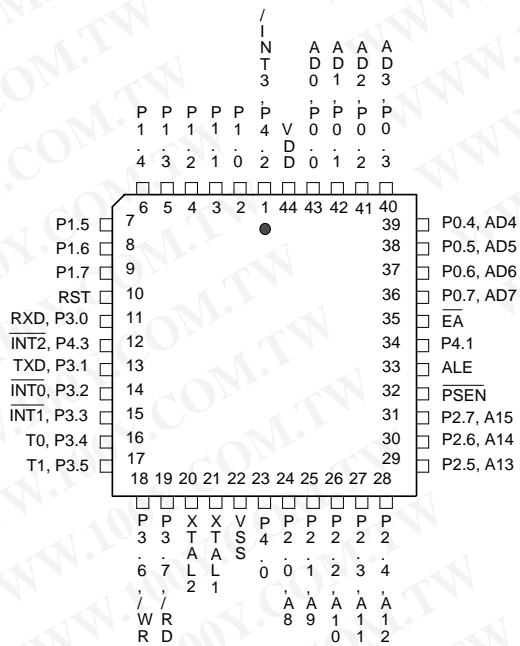 /INT3, P4.2
AD0, P0.0
AD1, P0.1
AD2, P0.2
AD3, P0.3
P1.4
P1.3
P1.2
P1.1
P1.0
VDD
6 5 4 3 2 1 44 43 42 41 40
P1.5 7
P1.6 8
P1.7 9
RST 10
RXD, P3.0 11
INT2, P4.3 12
TXD, P3.1 13
INT0, P3.2 14
INT1, P3.3 15
T0, P3.4 16
T1, P3.5 17
39 P0.4, AD4
38 P0.5, AD5
37 P0.6, AD6
36 P0.7, AD7
35 EA
34 P4.1
33 ALE
32 PSEN
31 P2.7, A15
30 P2.6, A14
29 P2.5, A13
18 19 20 21 22 23 24 25 26 27 28
P3.6, /WR
P3.7, /RD
XTAL2
XTAL1
VSS
P4.0
P2.0, A8
P2.1, A9
P2.2, A10
P2.3, A11
P2.4, A12
WWW.100Y.COM.TW